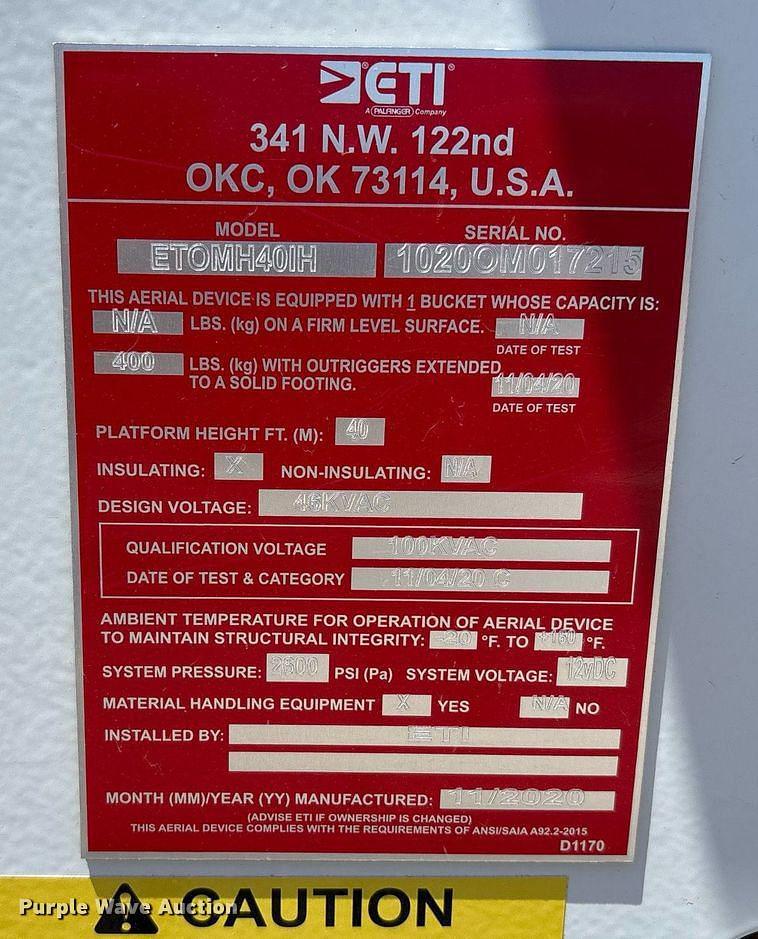 ETI®
A PALFINGER Company
341 N.W. 122nd
OKC, OK 73114, U.S.A.
MODEL SERIAL NO.
ETOMH40IH 1020OM017215
THIS AERIAL DEVICE IS EQUIPPED WITH 1 BUCKET WHOSE CAPACITY IS:
N/A LBS. (kg) ON A FIRM LEVEL SURFACE. N/A
DATE OF TEST
400 LBS. (kg) WITH OUTRIGGERS EXTENDED
TO A SOLID FOOTING. 11/04/20
DATE OF TEST
PLATFORM HEIGHT FT. (M): 40
INSULATING: X NON-INSULATING: N/A
DESIGN VOLTAGE: 46KVAC
QUALIFICATION VOLTAGE 100KVAC
DATE OF TEST & CATEGORY 11/04/20 C
AMBIENT TEMPERATURE FOR OPERATION OF AERIAL DEVICE
TO MAINTAIN STRUCTURAL INTEGRITY: -20 °F. TO °F.
SYSTEM PRESSURE: PSI (Pa) SYSTEM VOLTAGE: 12vDC
MATERIAL HANDLING EQUIPMENT X YES N/A NO
INSTALLED BY: ETI
MONTH (MM)/YEAR (YY) MANUFACTURED: 11/2020
(ADVISE ETI IF OWNERSHIP IS CHANGED)
THIS AERIAL DEVICE COMPLIES WITH THE REQUIREMENTS OF ANSI/SAIA A92.2-2015
D1170
CAUTION
Purple Wave Auction